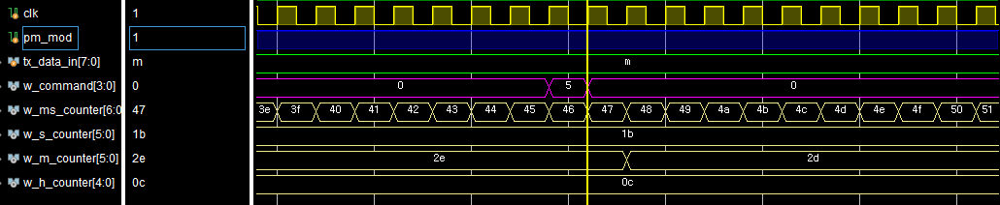 clk 1
pm_mod 1
tx_data_in[7:0] m m
w_command[3:0] 0 0 5 0
w_ms_counter[6:0 47 3e 3f 40 41 42 43 44 45 46 47 48 49 4a 4b 4c 4d 4e 4f 50 51
w_s_counter[5:0] 1b 1b
w_m_counter[5:0] 2e 2e 2d
w_h_counter[4:0] 0c 0c